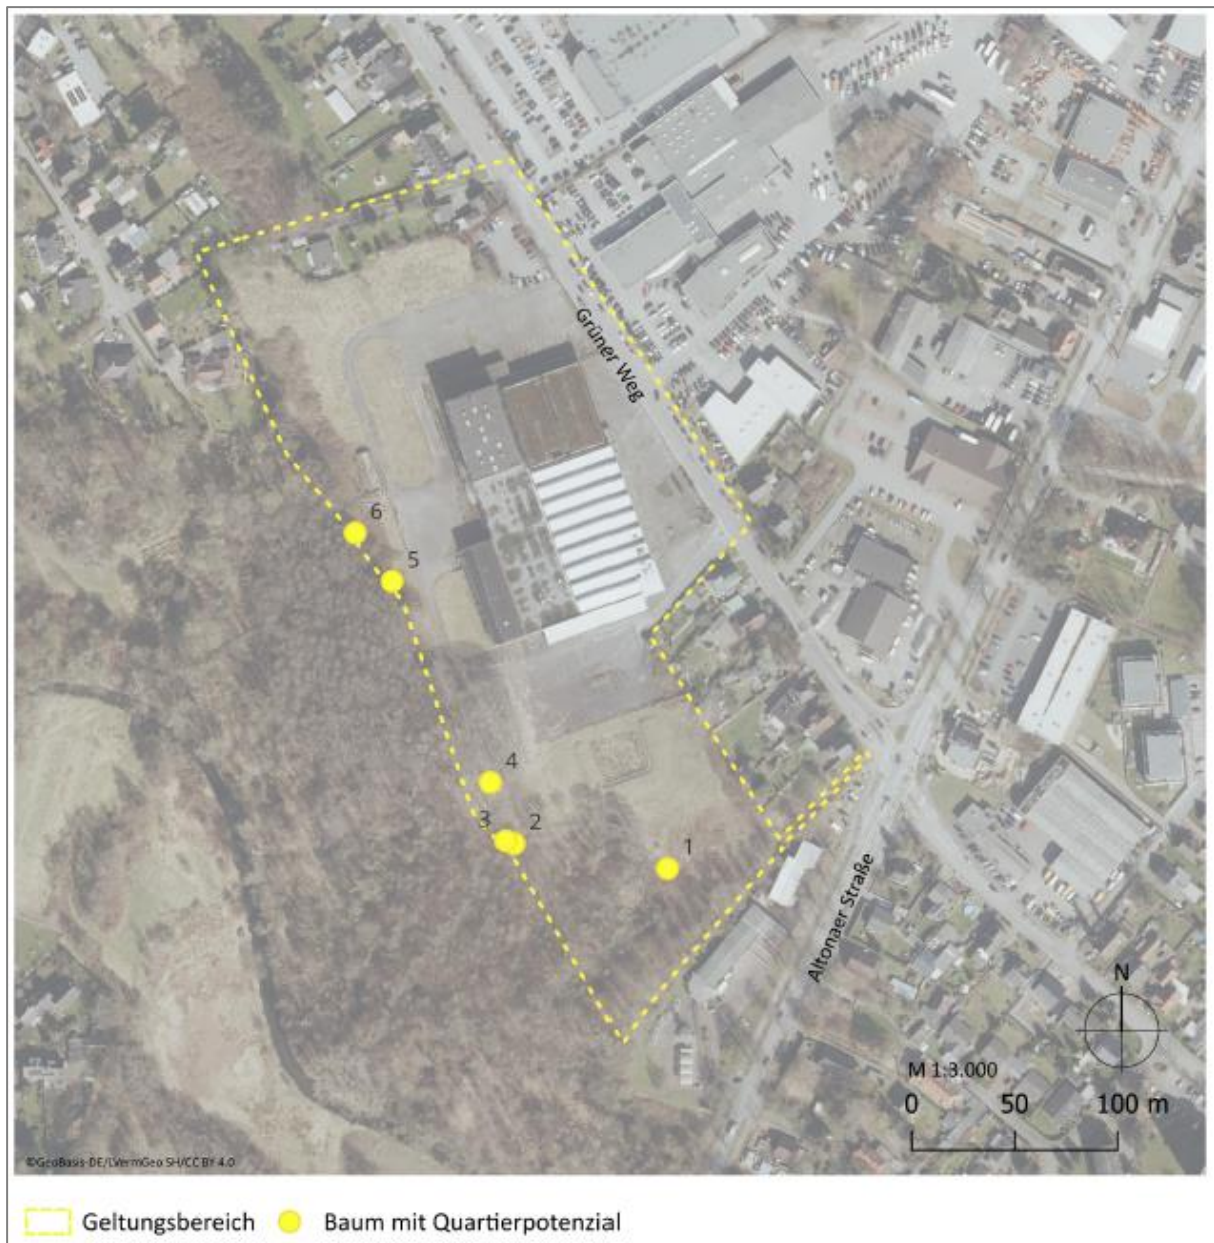 Grüner Weg
6
5
4
3
2
1
Altonaer Straße
N
M 1:3.000
0 50 100 m
©GeoBasis-DE/LVermGeo SH/CC BY 4.0
Geltungsbereich
Baum mit Quartierpotenzial